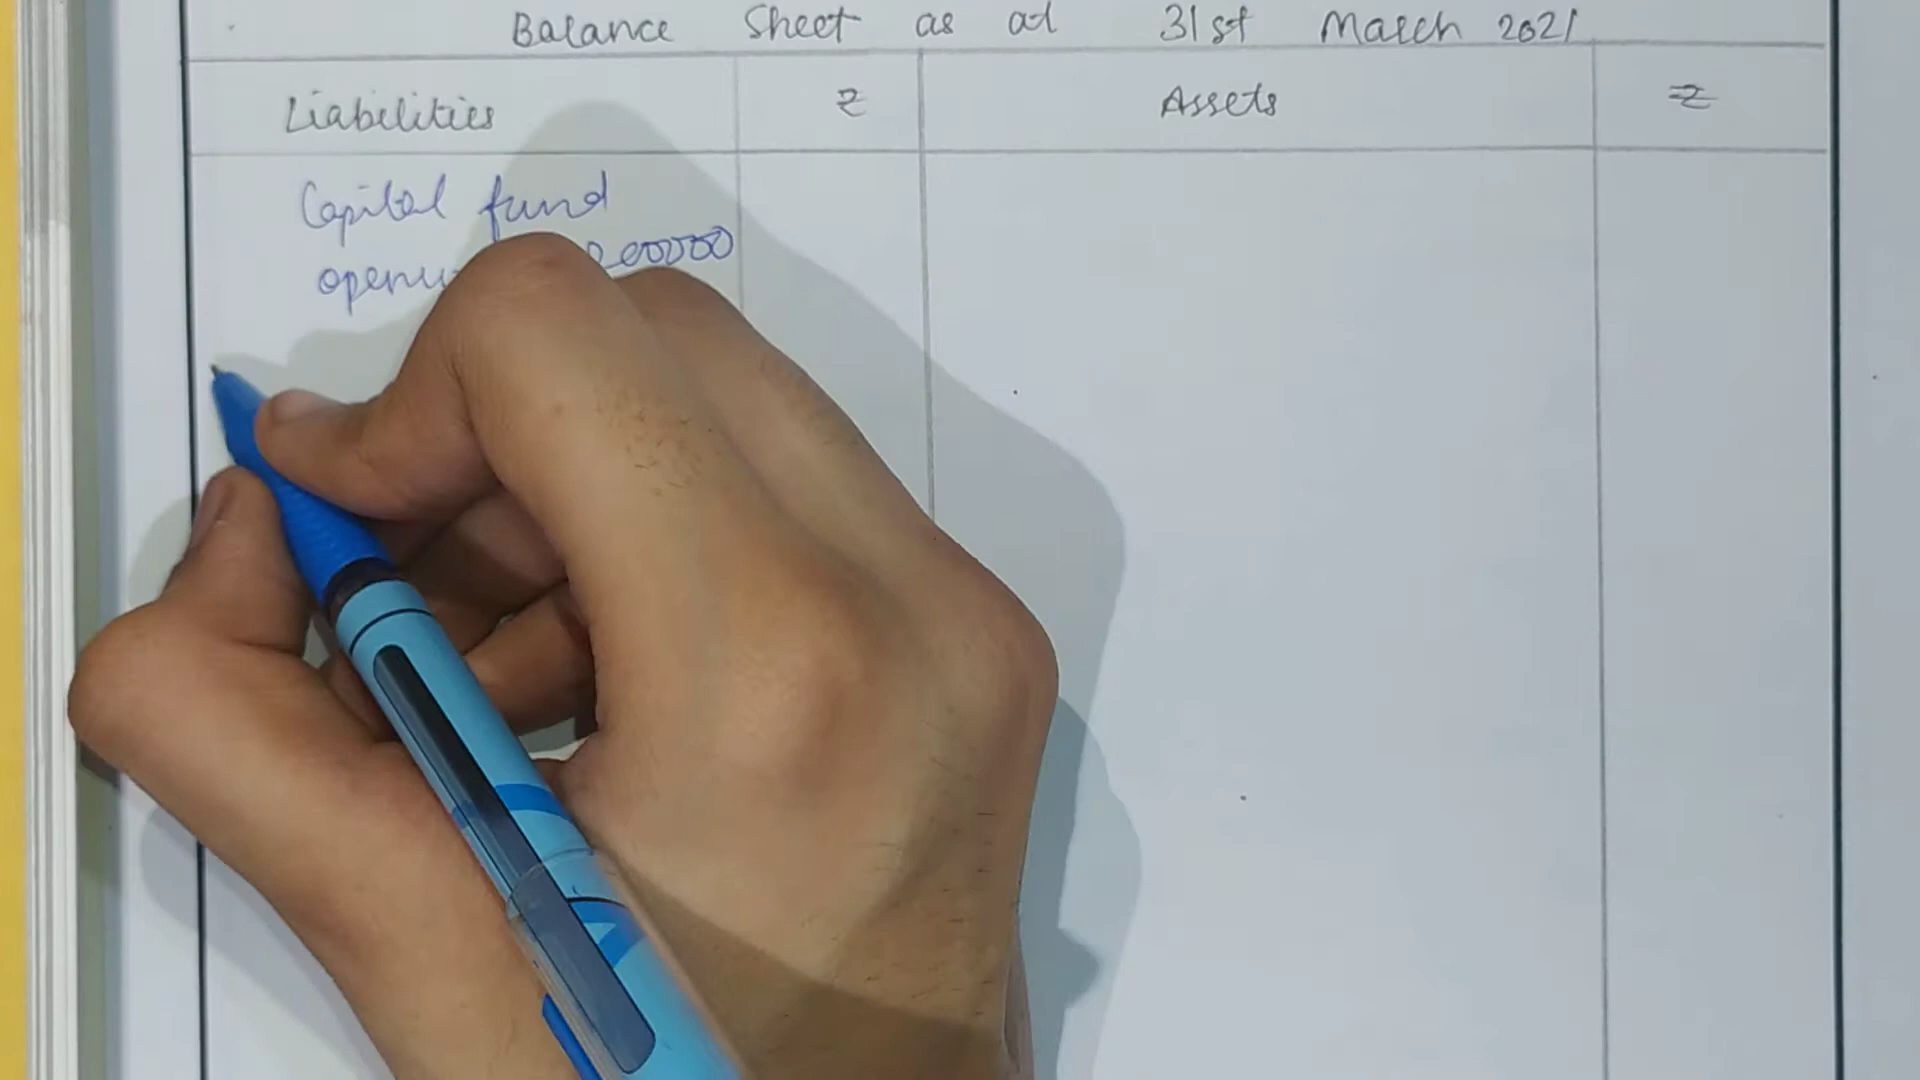 Balance Sheet as at 31st March 2021
Liabilities ₹ Assets ₹
Capital fund